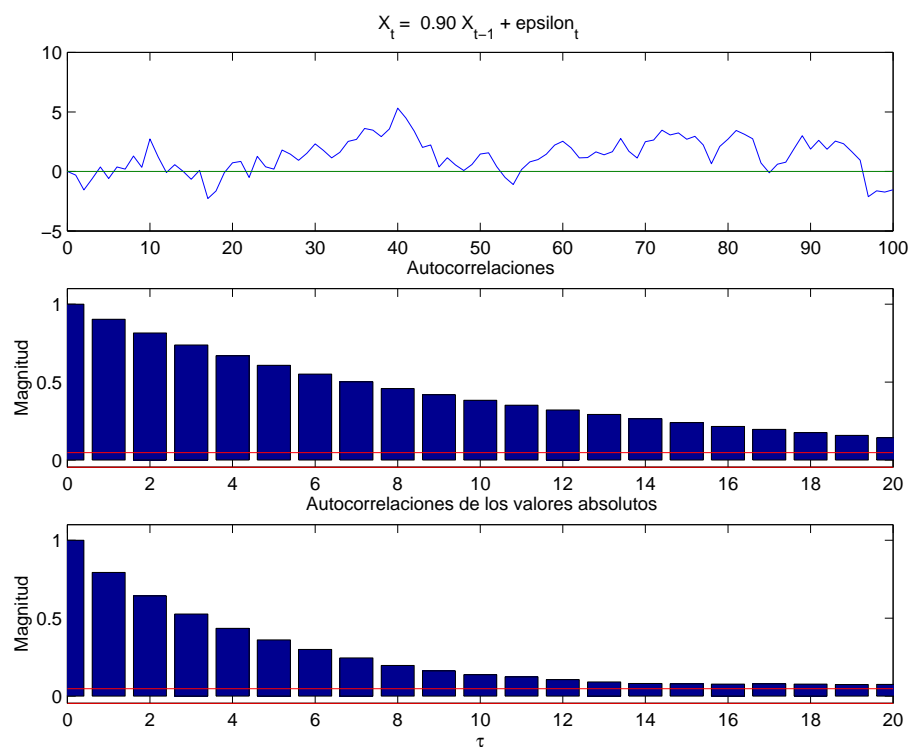 X_t = 0.90 X_{t−1} + epsilon_t
10
5
0
−5
0 10 20 30 40 50 60 70 80 90 100
Autocorrelaciones
1
0.5
0
Magnitud
0 2 4 6 8 10 12 14 16 18 20
Autocorrelaciones de los valores absolutos
1
0.5
0
Magnitud
0 2 4 6 8 10 12 14 16 18 20
τ